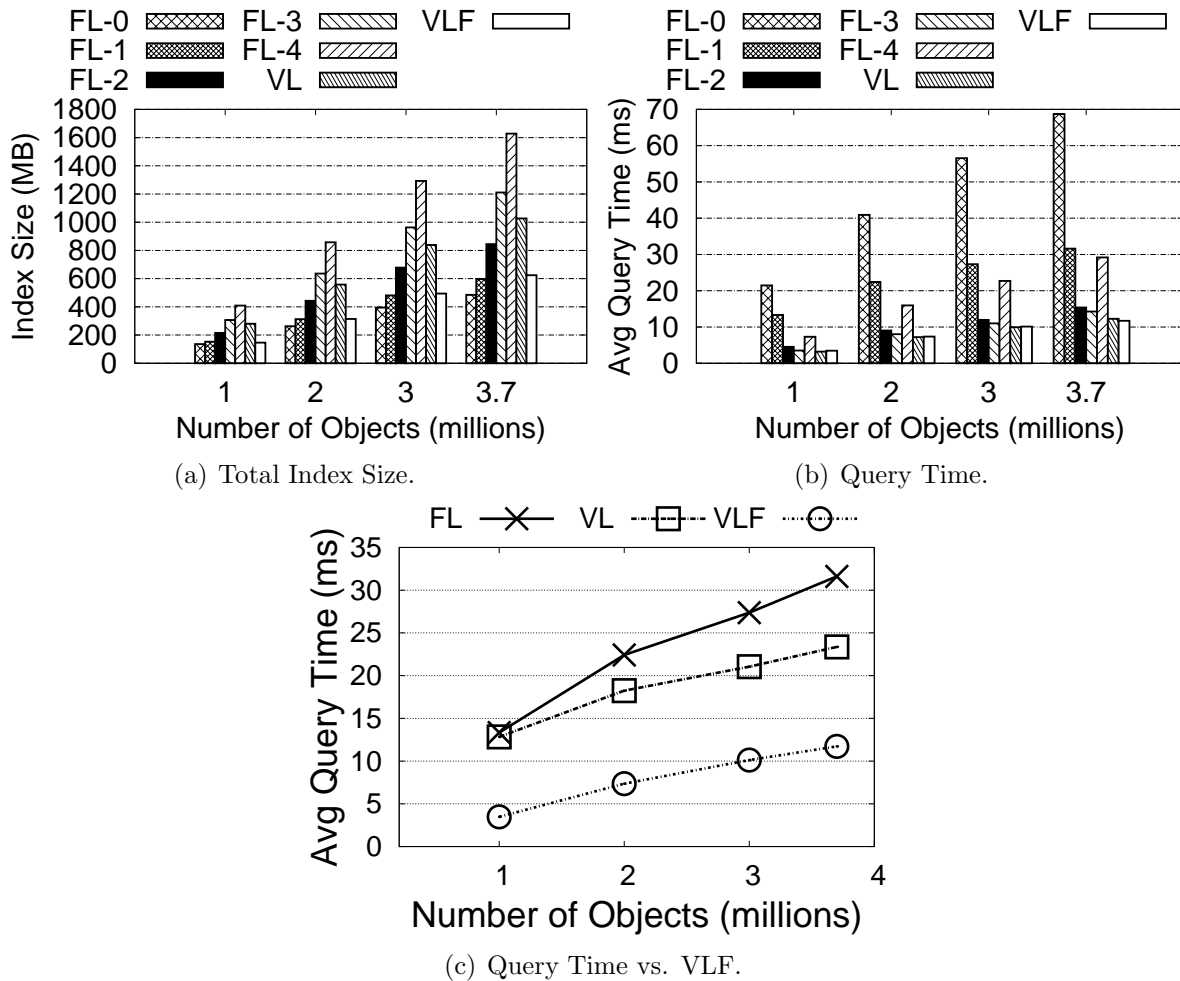 FL-0 FL-3 VLF
FL-1 FL-4
FL-2 VL
1800
1600
1400
1200
1000
800
600
400
200
0
Index Size (MB)
1 2 3 3.7
Number of Objects (millions)
(a) Total Index Size.
FL-0 FL-3 VLF
FL-1 FL-4
FL-2 VL
70
60
50
40
30
20
10
0
Avg Query Time (ms)
1 2 3 3.7
Number of Objects (millions)
(b) Query Time.
FL VL VLF
35
30
25
20
15
10
5
0
Avg Query Time (ms)
1 2 3 4
Number of Objects (millions)
(c) Query Time vs. VLF.